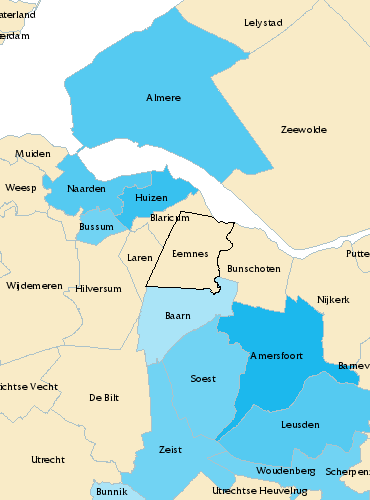 aterland
Lelystad
erdam
Almere
Zeewolde
Muiden
Weesp
Naarden
Huizen
Blaricum
Bussum
Eemnes
Laren
Bunschoten
Putte
Wijdemeren
Hilversum
Nijkerk
Baarn
Amersfoort
Barnev
Soest
ichtse Vecht
De Bilt
Leusden
Zeist
Utrecht
Woudenberg
Scherpenz
Bunnik
Utrechtse Heuvelrug